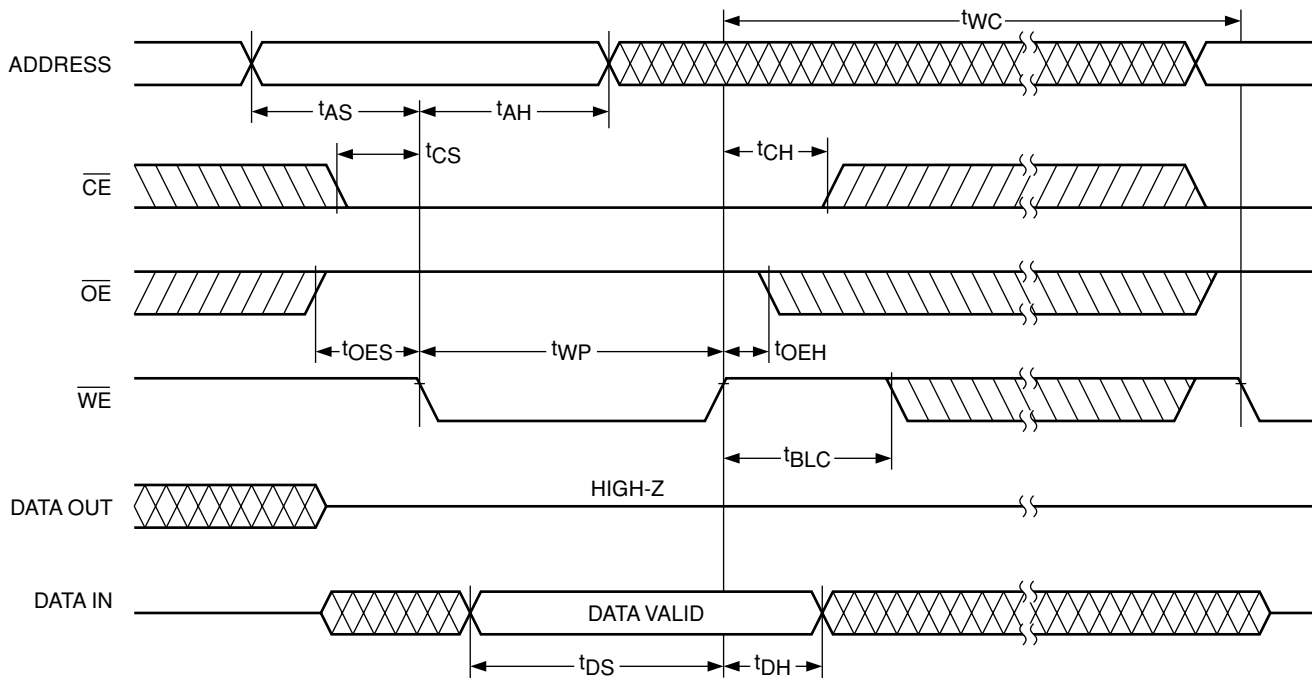 tWC
ADDRESS
tAS
tAH
tCS
tCH
CE
OE
tOES
tWP
tOEH
WE
tBLC
HIGH-Z
DATA OUT
DATA IN
DATA VALID
tDS
tDH